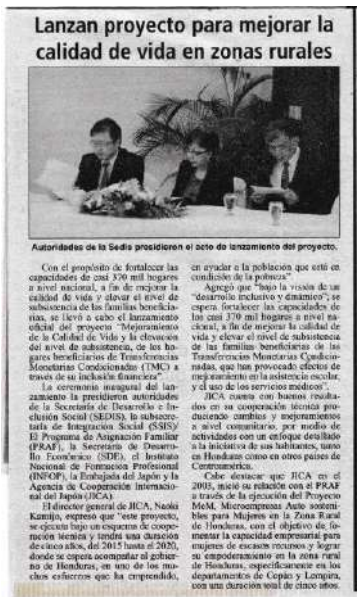 Lanzan proyecto para mejorar la
calidad de vida en zonas rurales
Autoridades de la Sedis presidieron el acto de lanzamiento del proyecto.
Con el propósito de fortalecer las
capacidades de casi 370 mil hogares
a nivel nacional, a fin de mejorar la
calidad de vida y elevar el nivel de
subsistencia de las familias beneficia-
rias, se llevó a cabo el lanzamiento
oficial del proyecto "Mejoramiento
de la Calidad de Vida y la elevación
del nivel de subsistencia, de los ho-
gares beneficiarios de Transferencias
Monetarias Condicionadas (TMC) a
través de su inclusión financiera".
La ceremonia inaugural del lan-
zamiento la presidieron autoridades
de la Secretaría de Desarrollo e In-
clusión Social (SEDIS), la subsecre-
taría de Integración Social (SSIS)/
El Programa de Asignación Familiar
(PRAF), la Secretaría de Desarro-
llo Económico (SDE), el Instituto
Nacional de Formación Profesional
(INFOP), la Embajada del Japón y la
Agencia de Cooperación Internacio-
nal del Japón (JICA).
El director general de JICA, Naoki
Kamijo, expreso que "este proyecto,
se ejecuta bajo un esquema de coope-
ración técnica y tendrá una duración
de cinco años, del 2015 hasta el 2020,
donde se espera acompañar al gobier-
no de Honduras, en uno de los mu-
chos esfuerzos que ha emprendido,
en ayudar a la población que está en
condición de la pobreza".
Agregó que "bajo la visión de un
"desarrollo inclusivo y dinámico"; se
espera fortalecer las capacidades de
los casi 370 mil hogares a nivel na-
cional, a fin de mejorar la calidad de
vida y elevar el nivel de subsistencia
de las familias beneficiarias de las
Transferencias Monetarias Condicio-
nadas, que han provocado efectos de
mejoramiento en la asistencia escolar,
y el uso de los servicios médicos".
JICA cuenta con buenos resulta-
dos en su cooperación técnica pro-
duciendo cambios y mejoramientos
a nivel comunitario, por medio de
actividades con un enfoque detallado
a la iniciativa de sus habitantes, tanto
en Honduras como en otros países de
Centroamérica.
Cabe destacar que JICA en el
2003, inició su relación con el PRAF
a través de la ejecución del Proyecto
MeM, Microempresas Auto sosteni-
bles para Mujeres en la Zona Rural
de Honduras, con el objetivo de fo-
mentar la capacidad empresarial para
mujeres de escasos recursos y lograr
su empoderamiento en la zona rural
de Honduras, específicamente en los
departamentos de Copán y Lempira,
con una duración total de cinco años.